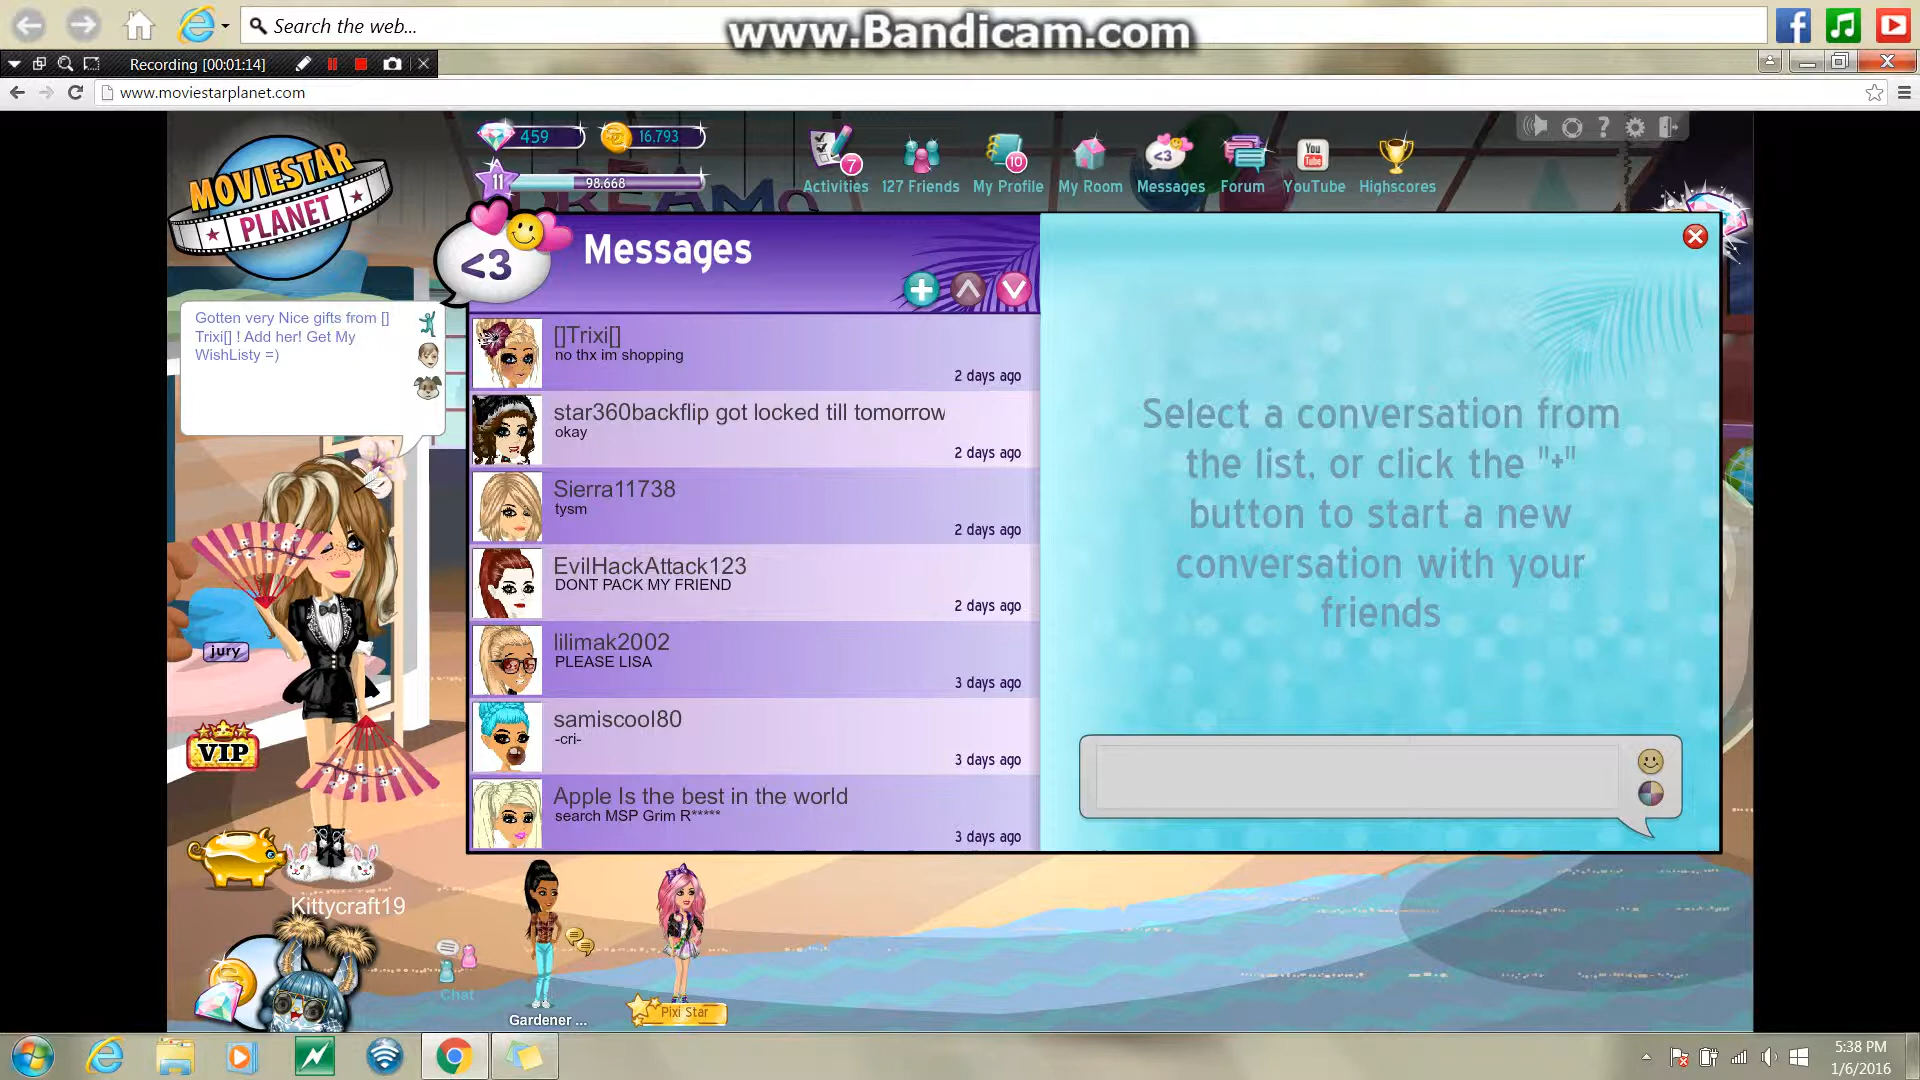 Search the web...
www.Bandicam.com
Recording [00:01:14]
www.moviestarplanet.com
MOVIESTAR
PLANET
459
16.793
11
98.668
7
10
<3
You
Tube
Activities
127 Friends
My Profile
My Room
Messages
Forum
YouTube
Highscores
?
<3
Messages
Gotten very Nice gifts from []
Trixi[] ! Add her! Get My
WishListy =)
[]Trixi[]
no thx im shopping
2 days ago
star360backflip got locked till tomorrow
okay
2 days ago
Sierra11738
tysm
2 days ago
EvilHackAttack123
DONT PACK MY FRIEND
2 days ago
lilimak2002
PLEASE LISA
3 days ago
samiscool80
-cri-
3 days ago
Apple Is the best in the world
search MSP Grim R*****
3 days ago
Select a conversation from
the list, or click the "+"
button to start a new
conversation with your
friends
jury
VIP
Kittycraft19
Chat
Gardener ...
Pixi Star
5:38 PM
1/6/2016